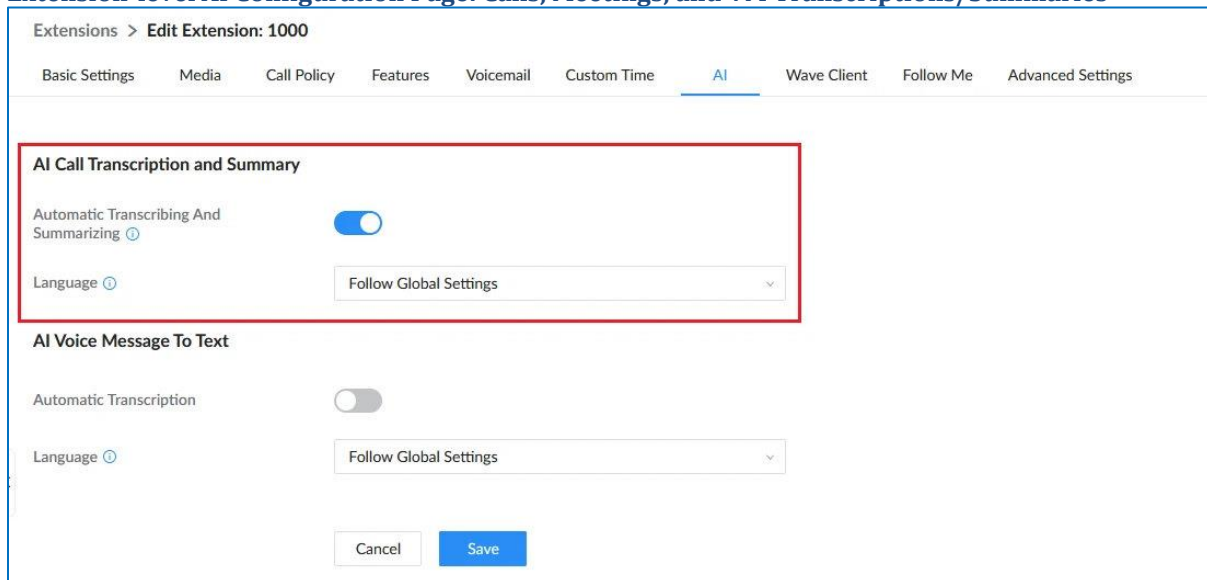 Extension-level AI Configuration Page: Calls, Meetings, and
Transcriptions/Summaries
Extensions > Edit Extension: 1000
Basic Settings Media Call Policy Features Voicemail Custom Time AI Wave Client Follow Me Advanced Settings
AI Call Transcription and Summary
Automatic Transcribing And
Summarizing
Language Follow Global Settings
AI Voice Message To Text
Automatic Transcription
Language Follow Global Settings
Cancel Save